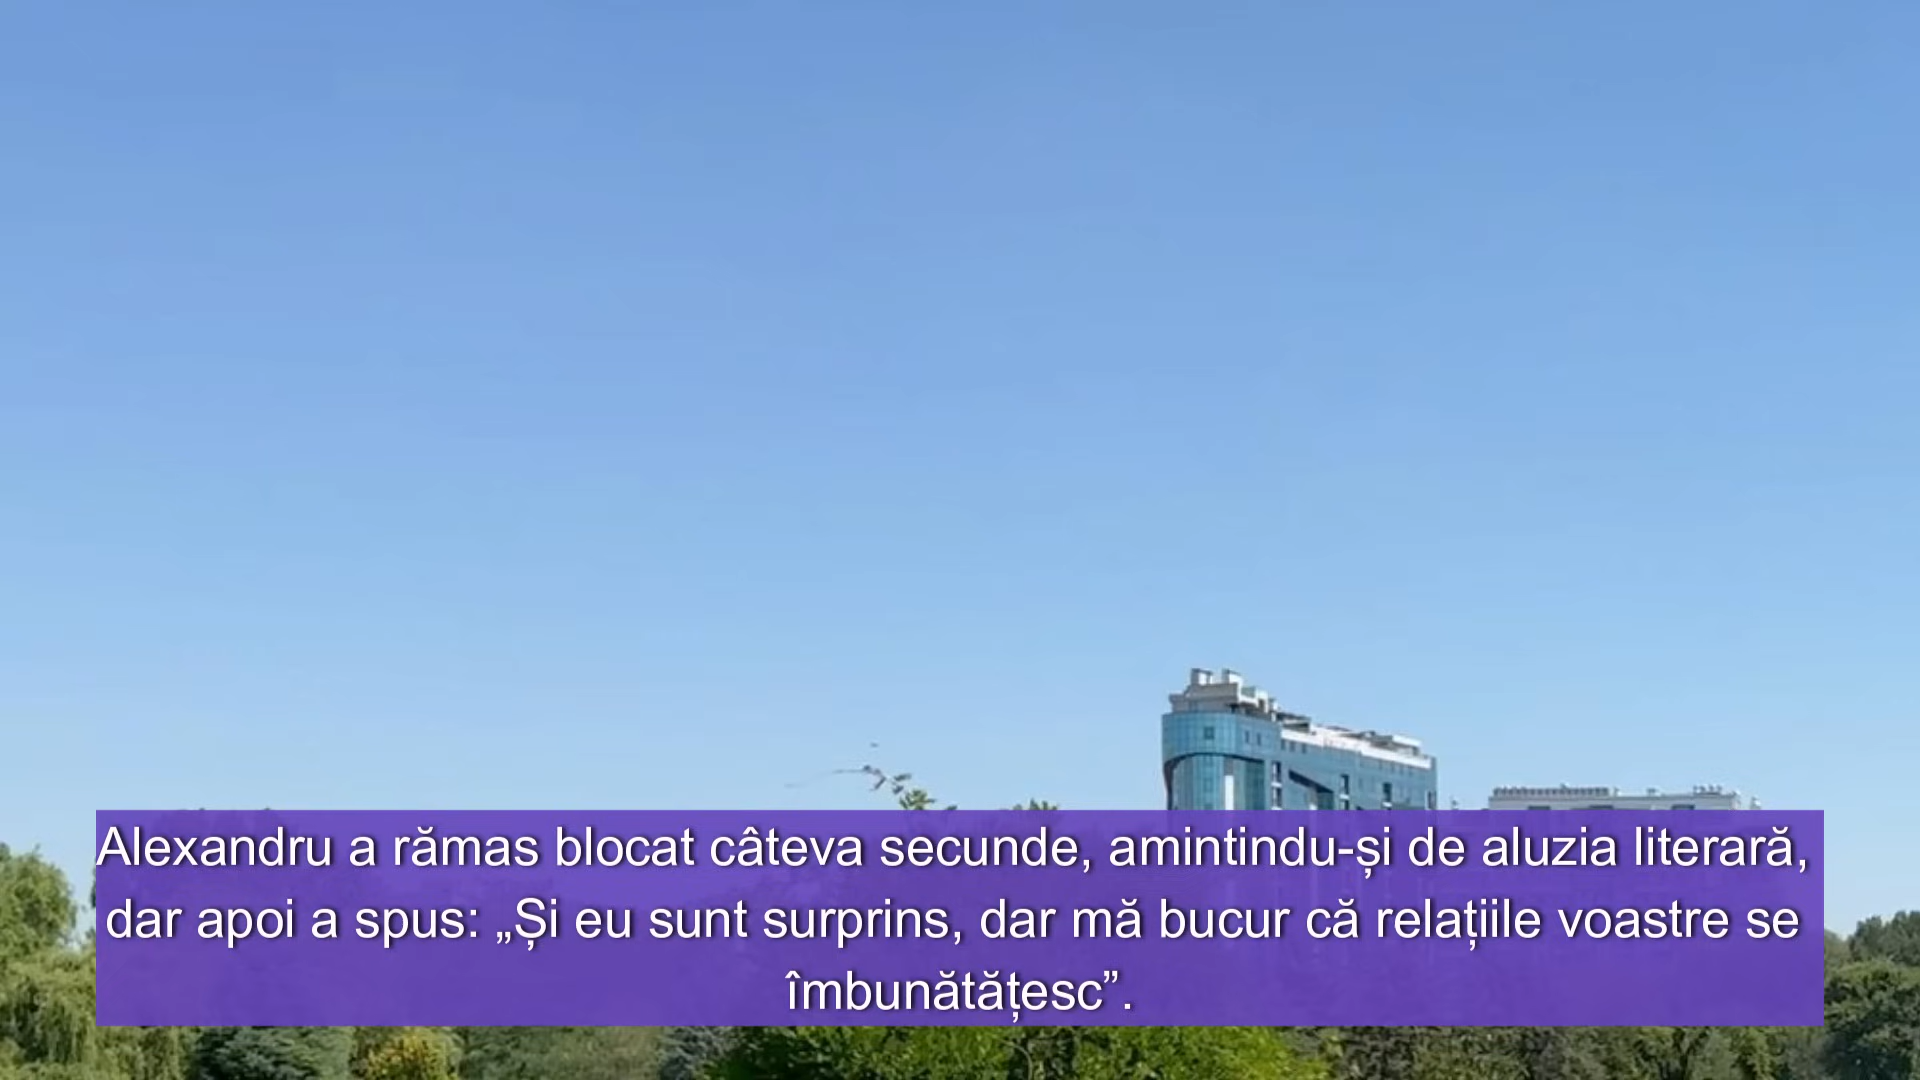 Alexandru a rămas blocat câteva secunde, amintindu-și de aluzia literară,
dar apoi a spus: „Și eu sunt surprins, dar mă bucur că relațiile voastre se
îmbunătățesc”.